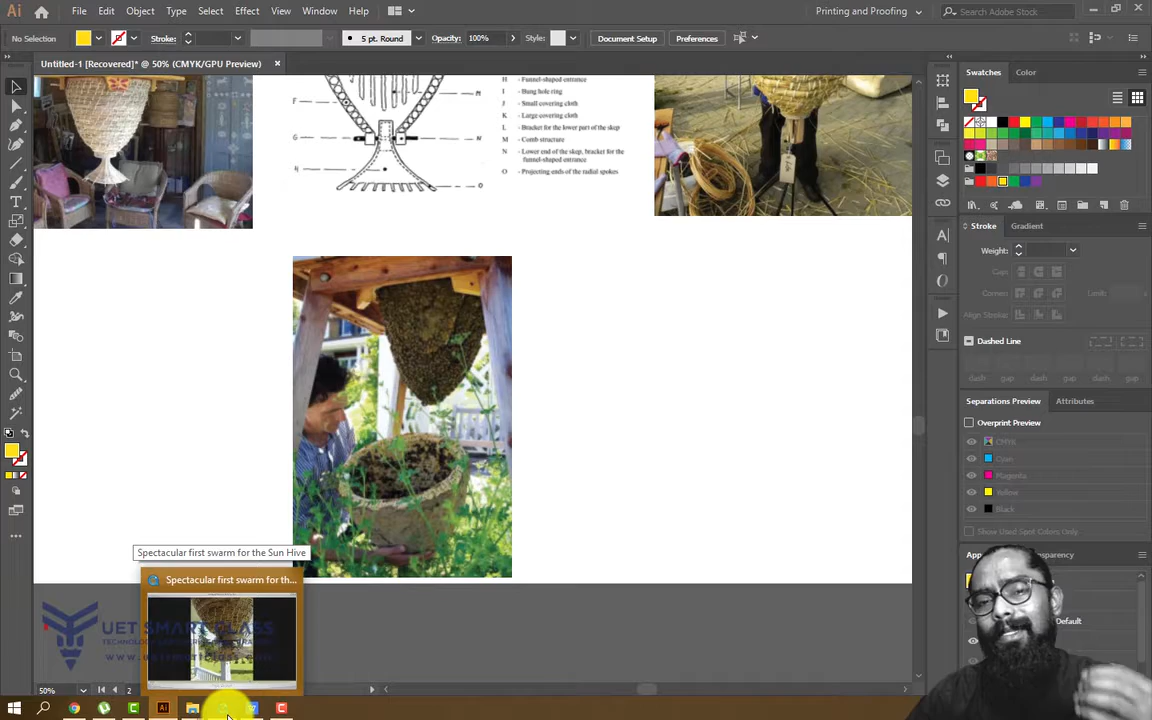 Ai File Edit Object Type Select Effect View Window Help Printing and Proofing Search Adobe Stock
No Selection Stroke: 5 pt. Round Opacity: 100% Style: Document Setup Preferences
Untitled-1 [Recovered]* @ 50% (CMYK/GPU Preview)
Swatches Color
H - Funnel-shaped entrance
I - Bung hole ring
J - Small covering cloth
K - Large covering cloth
L - Bracket for the lower part of the skep
M - Comb structure
N - Lower end of the skep, bracket for the
funnel-shaped entrance
O - Projecting ends of the radial spokes
F
M
G
N
H
O
Stroke Gradient
Weight:
Cap:
Corner: Limit:
Align Stroke:
Dashed Line
dash gap dash gap dash gap
Separations Preview Attributes
Overprint Preview
CMYK
Cyan
Magenta
Yellow
Black
Show Used Spot Colors Only
Default
Spectacular first swarm for the Sun Hive
Spectacular first swarm for th...
UET SMART CLASS
50% 2
Ai